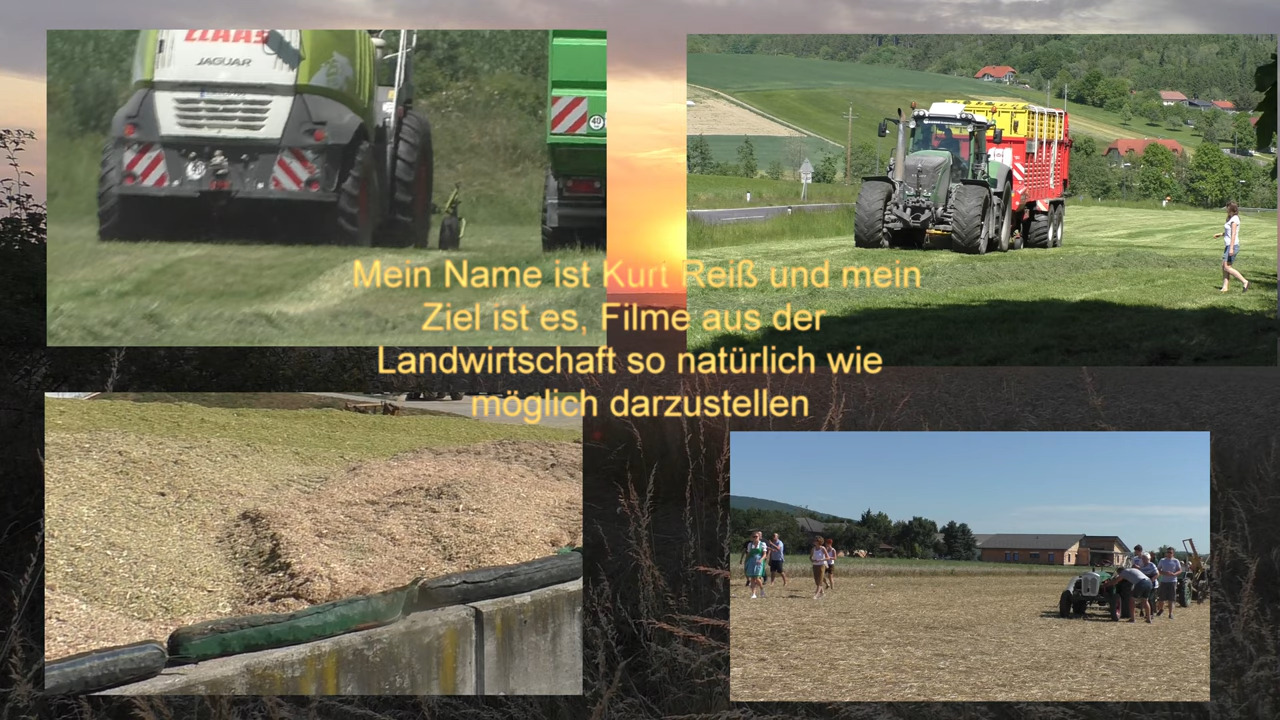 CLAAS
JAGUAR
40
Mein Name ist Kurt Reiß und mein
Ziel ist es, Filme aus der
Landwirtschaft so natürlich wie
möglich darzustellen